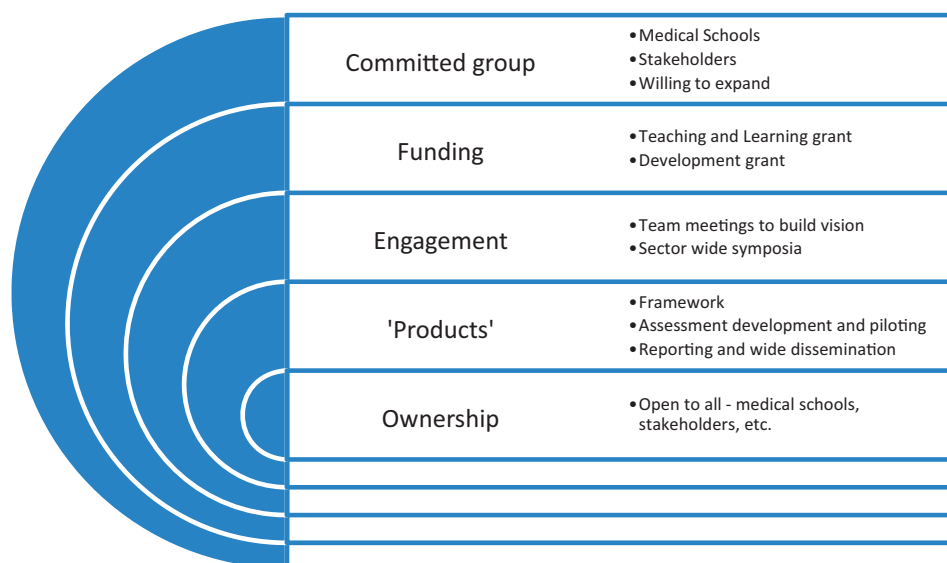 Committed group
•Medical Schools
•Stakeholders
•Willing to expand
Funding
•Teaching and Learning grant
•Development grant
Engagement
•Team meetings to build vision
•Sector wide symposia
'Products'
•Framework
•Assessment development and piloting
•Reporting and wide dissemination
Ownership
•Open to all - medical schools,
stakeholders, etc.